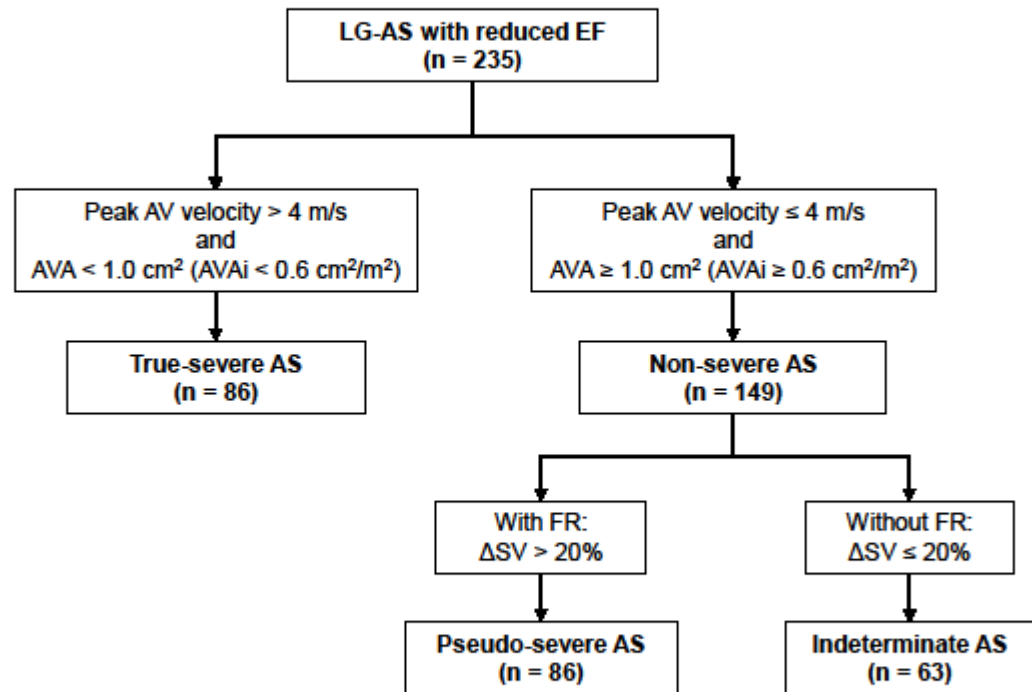 LG-AS with reduced EF
(n = 235)
Peak AV velocity > 4 m/s
and
AVA < 1.0 cm² (AVAi < 0.6 cm²/m²)
Peak AV velocity ≤ 4 m/s
and
AVA ≥ 1.0 cm² (AVAi ≥ 0.6 cm²/m²)
True-severe AS
(n = 86)
Non-severe AS
(n = 149)
With FR:
ΔSV > 20%
Without FR:
ΔSV ≤ 20%
Pseudo-severe AS
(n = 86)
Indeterminate AS
(n = 63)